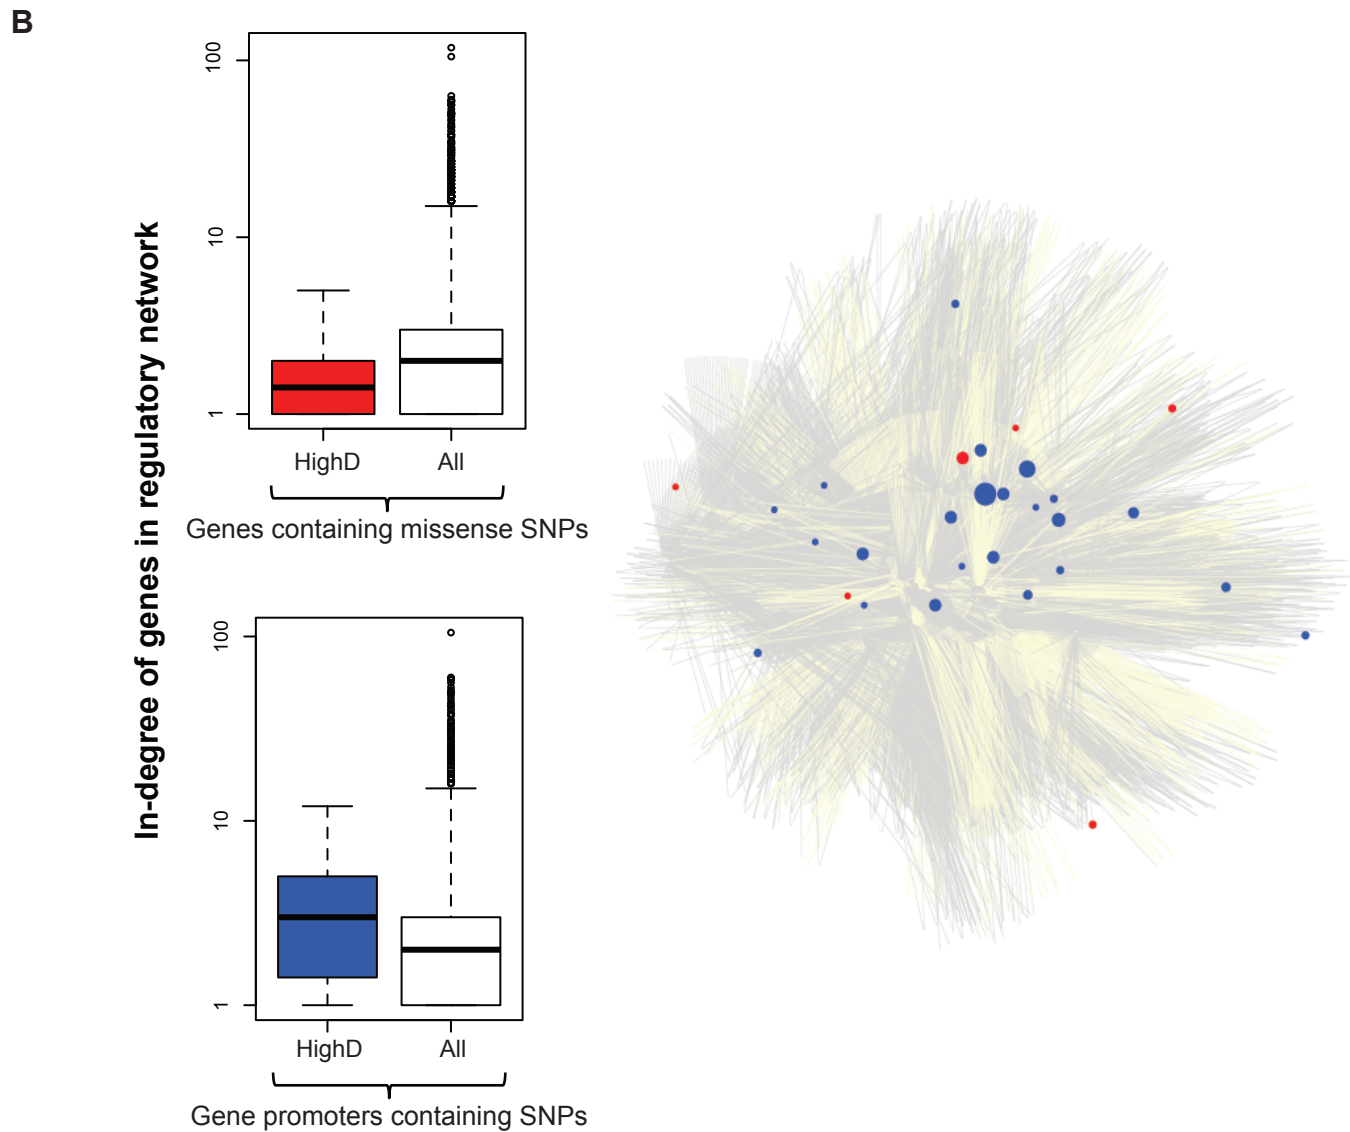 B
In-degree of genes in regulatory network
100
10
1
HighD All
Genes containing missense SNPs
100
10
1
HighD All
Gene promoters containing SNPs